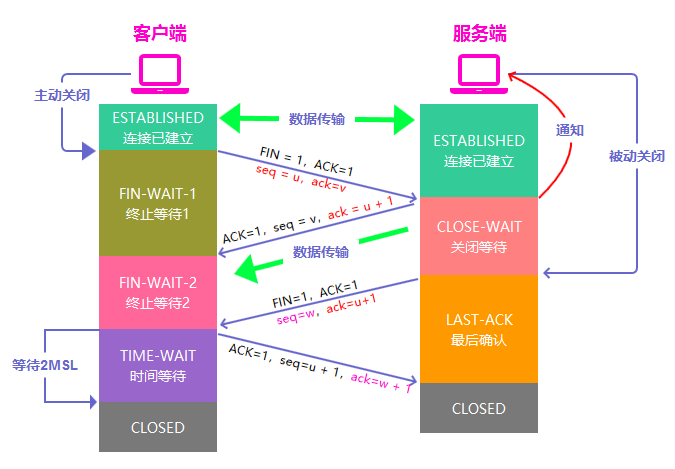 客户端
服务端
主动关闭
ESTABLISHED
连接已建立
数据传输
ESTABLISHED
连接已建立
通知
被动关闭
FIN = 1, ACK=1
seq = u, ack=v
FIN-WAIT-1
终止等待1
ACK=1, seq = v, ack = u + 1
CLOSE-WAIT
关闭等待
数据传输
FIN-WAIT-2
终止等待2
FIN=1, ACK=1
seq=w, ack=u+1
LAST-ACK
最后确认
等待2MSL
TIME-WAIT
时间等待
ACK=1, seq=u + 1, ack=w + 1
CLOSED
CLOSED